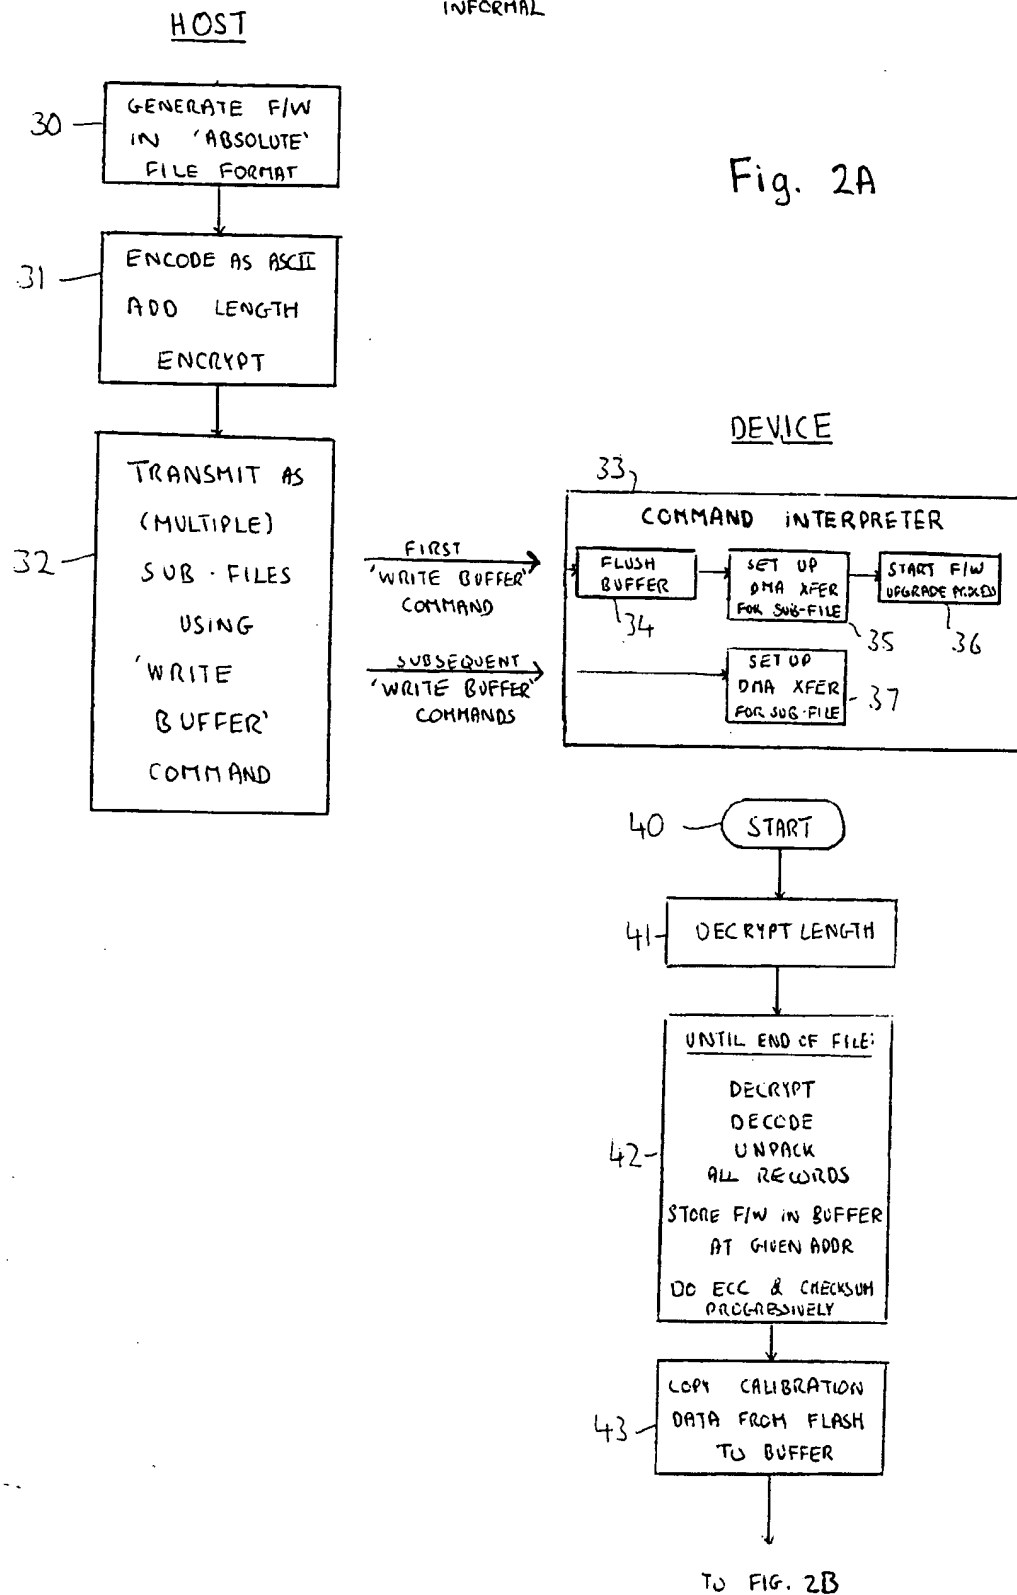 INFORMAL
HOST
30
GENERATE F/W
IN 'ABSOLUTE'
FILE FORMAT
Fig. 2A
31
ENCODE AS ASCII
ADD LENGTH
ENCRYPT
32
TRANSMIT AS
(MULTIPLE)
SUB-FILES
USING
'WRITE
BUFFER'
COMMAND
FIRST
'WRITE BUFFER'
COMMAND
SUBSEQUENT
'WRITE BUFFER'
COMMANDS
DEVICE
33
COMMAND INTERPRETER
FLUSH
BUFFER
34
SET UP
DMA XFER
FOR SUB-FILE
35
START F/W
UPGRADE PROCESS
36
SET UP
DMA XFER
FOR SUB-FILE
37
40
START
41
DECRYPT LENGTH
42
UNTIL END OF FILE:
DECRYPT
DECODE
UNPACK
ALL RECORDS
STORE F/W IN BUFFER
AT GIVEN ADDR
DO ECC & CHECKSUM
PROGRESSIVELY
43
COPY CALIBRATION
DATA FROM FLASH
TO BUFFER
TO FIG. 2B